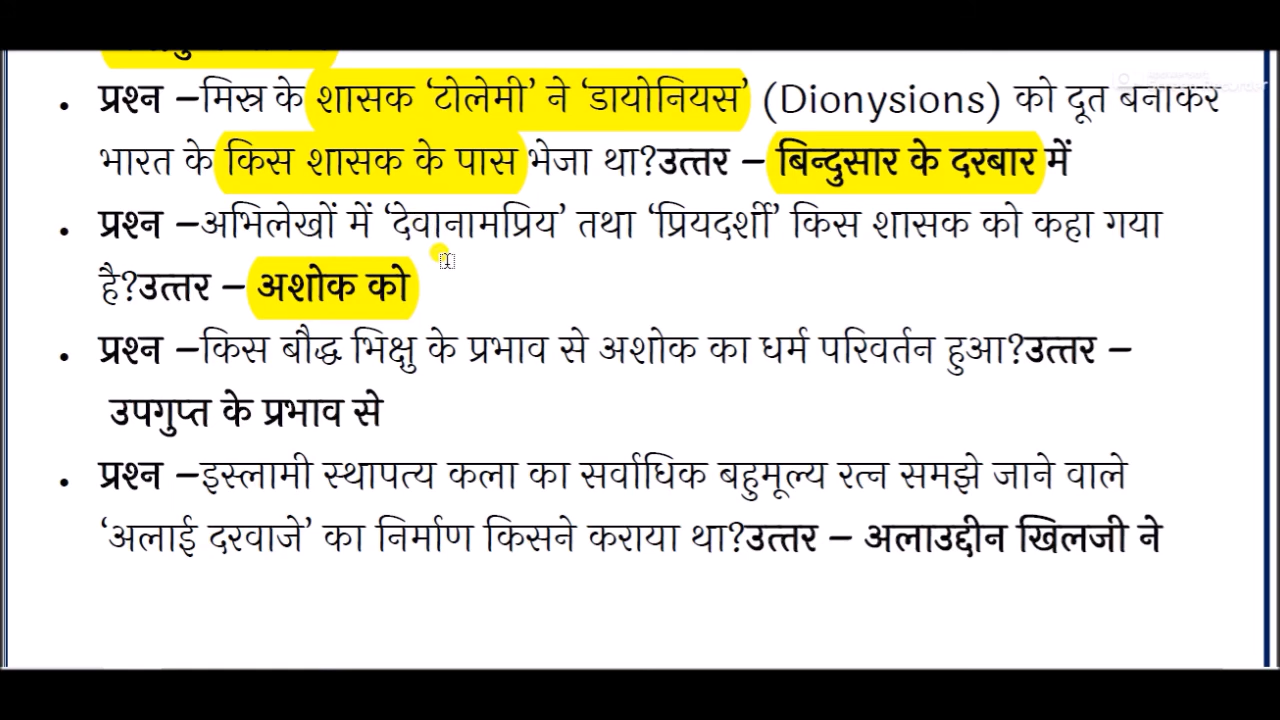 प्रश्न –मिस्र के शासक ‘टोलेमी’ ने ‘डायोनियस’ (Dionysions) को दूत बनाकर
भारत के किस शासक के पास भेजा था?उत्तर – बिन्दुसार के दरबार में
प्रश्न –अभिलेखों में ‘देवानामप्रिय’ तथा ‘प्रियदर्शी’ किस शासक को कहा गया
है?उत्तर – अशोक को
प्रश्न –किस बौद्ध भिक्षु के प्रभाव से अशोक का धर्म परिवर्तन हुआ?उत्तर –
उपगुप्त के प्रभाव से
प्रश्न –इस्लामी स्थापत्य कला का सर्वाधिक बहुमूल्य रत्न समझे जाने वाले
‘अलाई दरवाजे’ का निर्माण किसने कराया था?उत्तर – अलाउद्दीन खिलजी ने